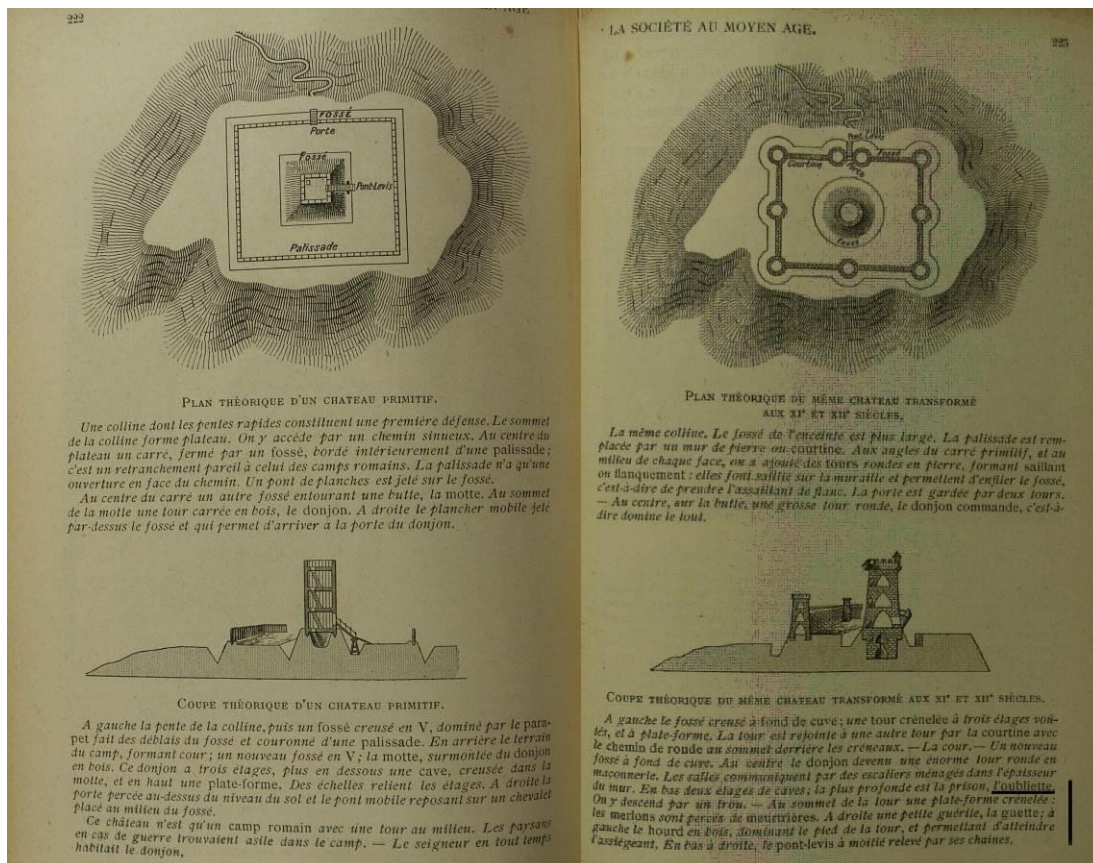 222
FOSSÉ
Porte
Fossé
Pont-Levis
Palissade
PLAN THÉORIQUE D'UN CHATEAU PRIMITIF.
Une colline dont les pentes rapides constituent une première défense. Le sommet
de la colline forme plateau. On y accède par un chemin sinueux. Au centre du
plateau un carré, fermé par un fossé, bordé intérieurement d'une palissade;
c'est un retranchement pareil à celui des camps romains. La palissade n'a qu'une
ouverture en face du chemin. Un pont de planches est jeté sur le fossé.
Au centre du carré un autre fossé entourant une butte, la motte. Au sommet
de la motte une tour carrée en bois, le donjon. A droite le plancher mobile jeté
par-dessus le fossé et qui permet d'arriver à la porte du donjon.
COUPE THÉORIQUE D'UN CHATEAU PRIMITIF.
A gauche la pente de la colline, puis un fossé creusé en V, dominé par le para-
pet fait des déblais du fossé et couronné d'une palissade. En arrière le terrain
du camp, formant cour; un nouveau fossé en V; la motte, surmontée du donjon
en bois. Ce donjon a trois étages, plus en dessous une cave, creusée dans la
motte, et en haut une plate-forme. Des échelles relient les étages. A droite la
porte percée au-dessus du niveau du sol et le pont mobile reposant sur un chevalet
placé au milieu du fossé.
Ce château n'est qu'un camp romain avec une tour au milieu. Les paysans
en cas de guerre trouvaient asile dans le camp. — Le seigneur en tout temps
habitait le donjon.
LA SOCIÉTÉ AU MOYEN AGE.
223
Pont-Levis
Fossé
Courtine
Porte
Fossé
PLAN THÉORIQUE DU MÊME CHATEAU TRANSFORMÉ
AUX XIe ET XIIe SIÈCLES.
La même colline. Le fossé de l'enceinte est plus large. La palissade est rem-
placée par un mur de pierre ou courtine. Aux angles du carré primitif, et au
milieu de chaque face, on a ajouté des tours rondes en pierre, formant saillant
ou flanquement : elles font saillie sur la muraille et permettent d'enfiler le fossé,
c'est-à-dire de prendre l'assaillant de flanc. La porte est gardée par deux tours.
— Au centre, sur la butte, une grosse tour ronde, le donjon commande, c'est-à-
dire domine le tout.
COUPE THÉORIQUE DU MÊME CHATEAU TRANSFORMÉ AUX XIe ET XIIe SIÈCLES.
A gauche le fossé creusé à fond de cuve; une tour crénelée à trois étages voû-
tés, et à plate-forme. La tour est rejointe à une autre tour par la courtine avec
le chemin de ronde au sommet derrière les créneaux. — La cour. — Un nouveau
fossé à fond de cuve. Au centre le donjon devenu une énorme tour ronde en
maçonnerie. Les salles communiquent par des escaliers ménagés dans l'épaisseur
du mur. En bas deux étages de caves; la plus profonde est la prison, l'oubliette.
On y descend par un trou. — Au sommet de la tour une plate-forme crénelée :
les merlons sont percés de meurtrières. A droite une petite guérite, la guette; à
gauche le hourd en bois, dominant le pied de la tour, et permettant d'atteindre
l'assiégeant. En bas à droite, le pont-levis à moitié relevé par ses chaînes.